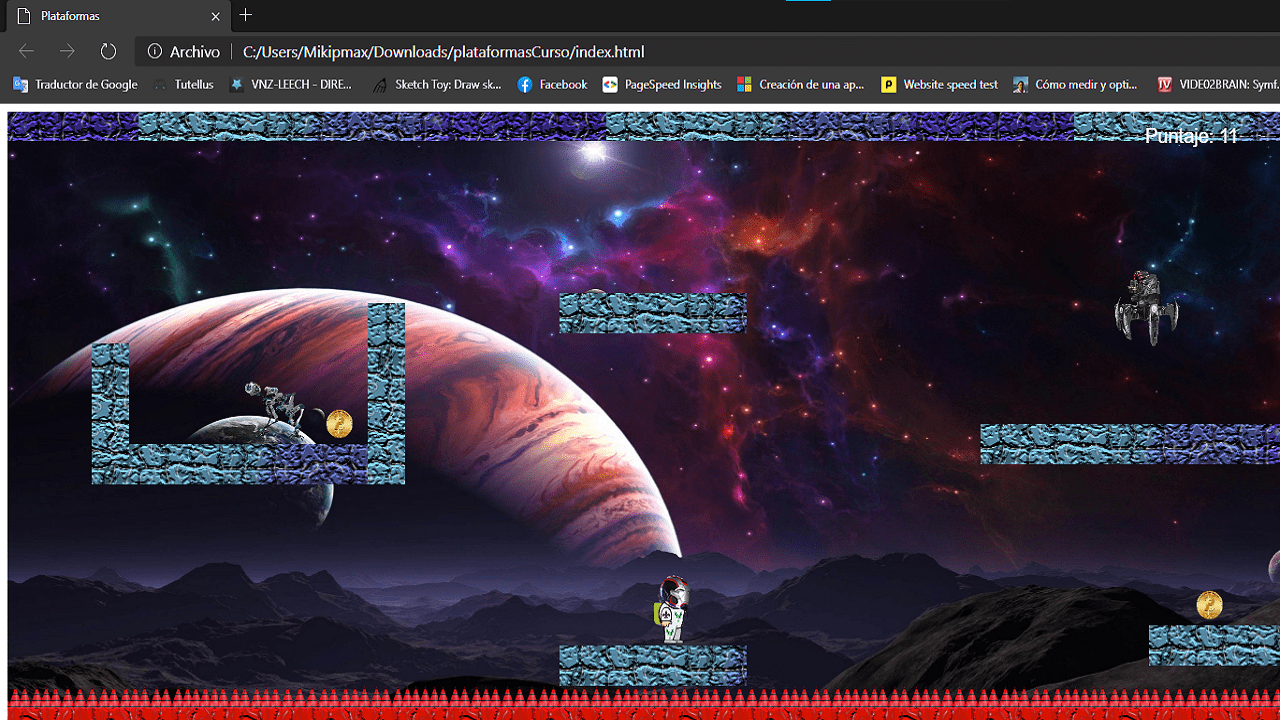 Plataformas
Archivo C:/Users/Mikipmax/Downloads/plataformasCurso/index.html
Traductor de Google Tutellus VNZ-LEECH - DIRE... Sketch Toy: Draw sk... Facebook PageSpeed Insights Creación de una ap... Website speed test Cómo medir y opti... VIDEO2BRAIN: Symf.
Puntaje: 11